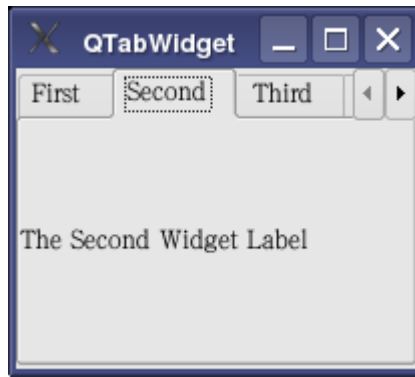 QTabWidget
First Second Third
The Second Widget Label